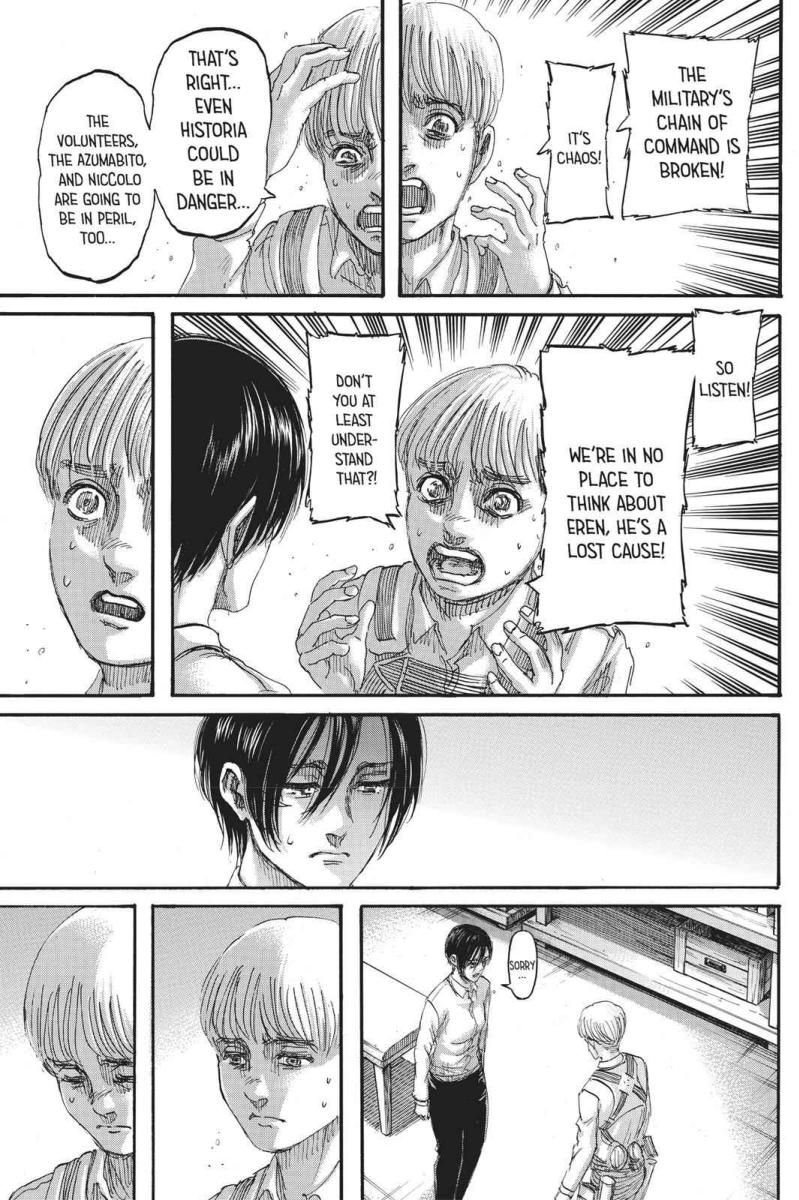 THE
MILITARY'S
CHAIN OF
COMMAND IS
BROKEN!
IT'S
CHAOS!
THAT'S
RIGHT...
EVEN
HISTORIA
COULD
BE IN
DANGER...
THE
VOLUNTEERS,
THE AZUMABITO,
AND NICCOLO
ARE GOING TO
BE IN PERIL,
TOO...
SO
LISTEN!
WE'RE IN NO
PLACE TO
THINK ABOUT
EREN, HE'S A
LOST CAUSE!
DON'T
YOU AT
LEAST
UNDER-
STAND
THAT?!
SORRY
...